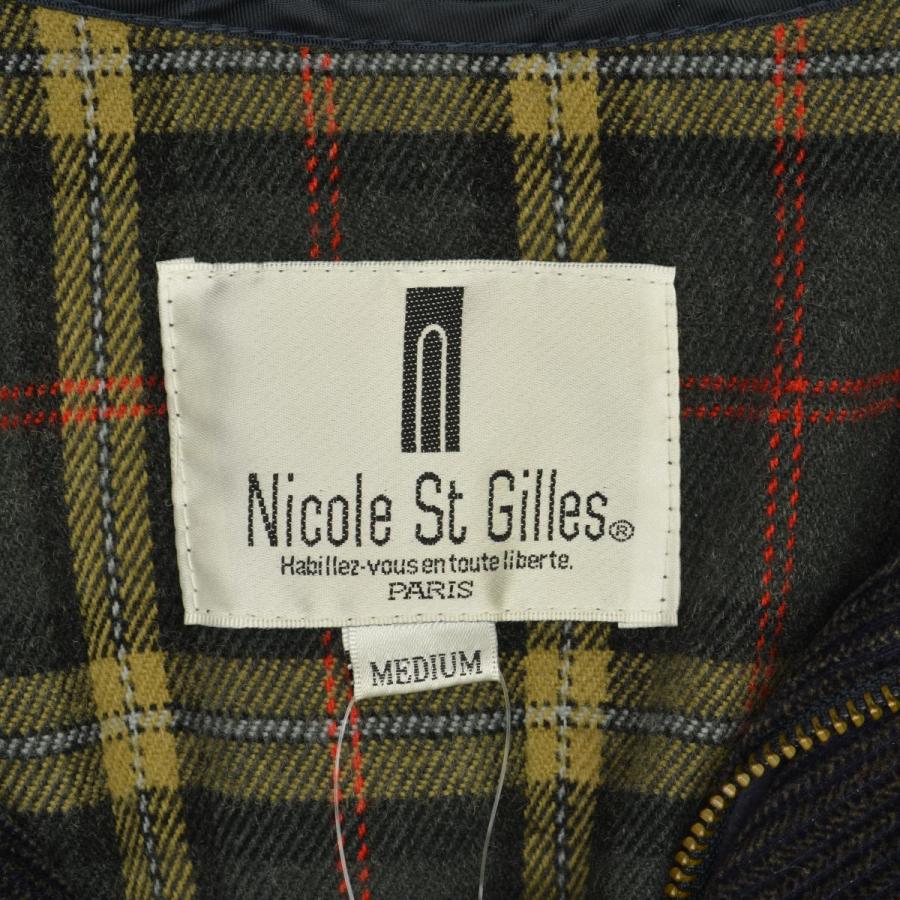 Nicole St Gilles®
Habillez-vous en toute liberte.
PARIS
MEDIUM